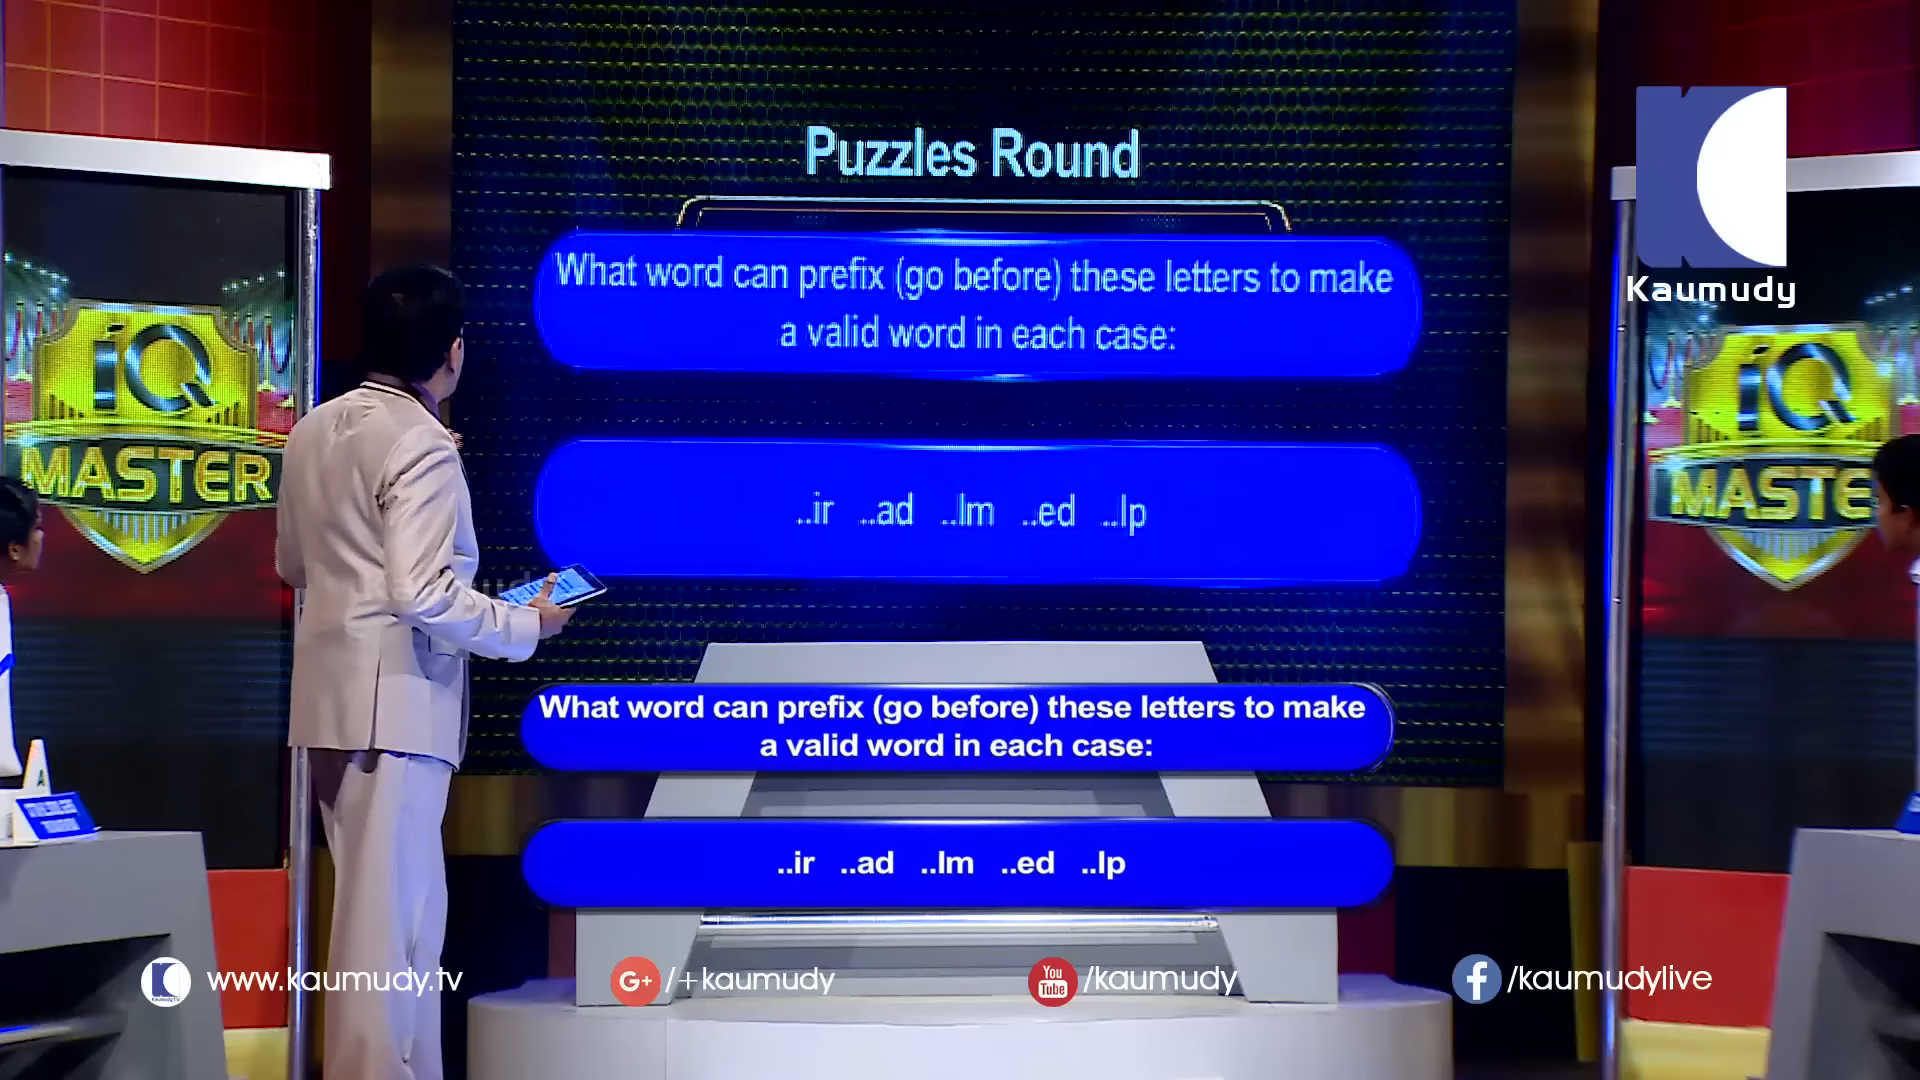 Puzzles Round
What word can prefix (go before) these letters to make
a valid word in each case:
..ir ..ad ..lm ..ed ..lp
Kaumudy
iQ
MASTER
iQ
MASTE
What word can prefix (go before) these letters to make
a valid word in each case:
..ir ..ad ..lm ..ed ..lp
A
www.kaumudy.tv
G+ /+kaumudy
You
Tube
/kaumudy
f /kaumudylive